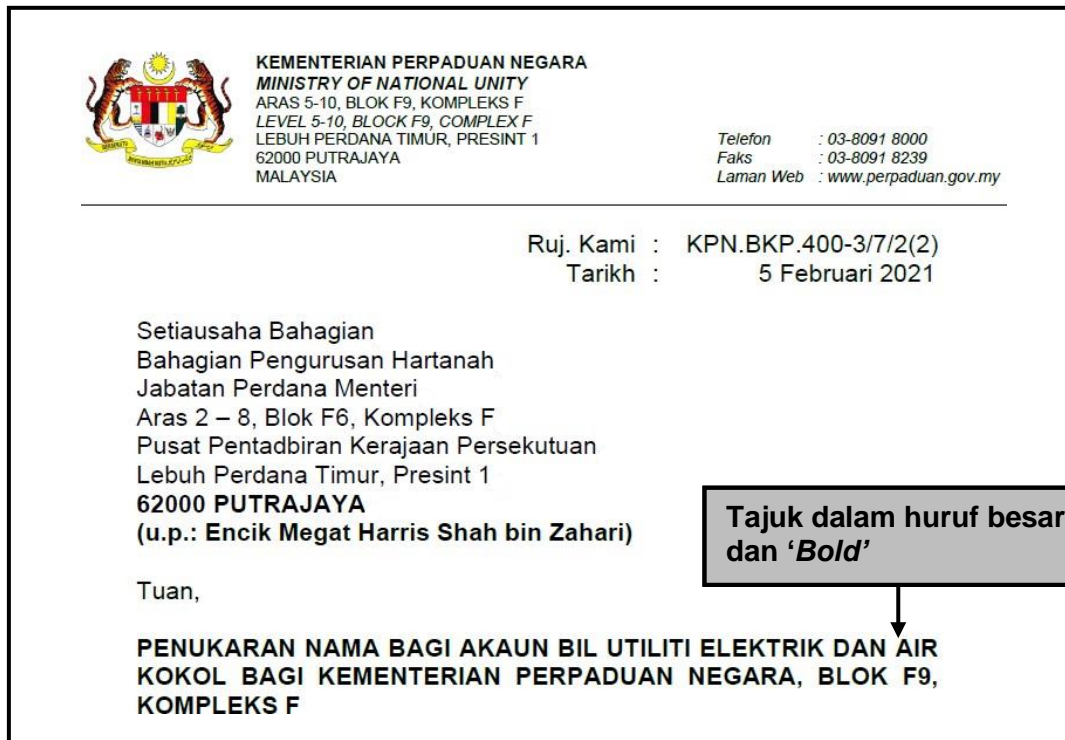 KEMENTERIAN PERPADUAN NEGARA
MINISTRY OF NATIONAL UNITY
ARAS 5-10, BLOK F9, KOMPLEKS F
LEVEL 5-10, BLOCK F9, COMPLEX F
LEBUH PERDANA TIMUR, PRESINT 1
62000 PUTRAJAYA
MALAYSIA
Telefon : 03-8091 8000
Faks : 03-8091 8239
Laman Web : www.perpaduan.gov.my
Ruj. Kami : KPN.BKP.400-3/7/2(2)
Tarikh : 5 Februari 2021
Setiausaha Bahagian
Bahagian Pengurusan Hartanah
Jabatan Perdana Menteri
Aras 2 – 8, Blok F6, Kompleks F
Pusat Pentadbiran Kerajaan Persekutuan
Lebuh Perdana Timur, Presint 1
62000 PUTRAJAYA
(u.p.: Encik Megat Harris Shah bin Zahari)
Tajuk dalam huruf besar
dan ‘Bold’
Tuan,
PENUKARAN NAMA BAGI AKAUN BIL UTILITI ELEKTRIK DAN AIR
KOKOL BAGI KEMENTERIAN PERPADUAN NEGARA, BLOK F9,
KOMPLEKS F